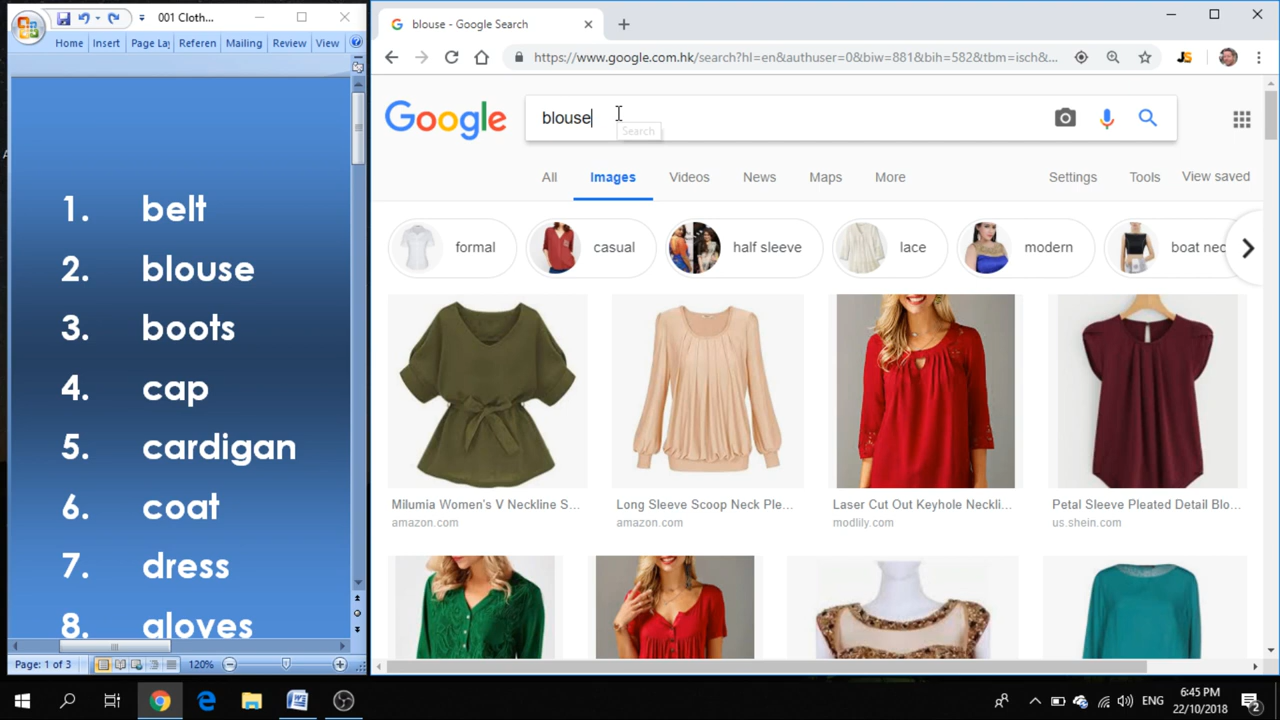 001 Cloth...
Home Insert Page La Referen Mailing Review View
1. belt
2. blouse
3. boots
4. cap
5. cardigan
6. coat
7. dress
8. gloves
Page: 1 of 3 120%
blouse - Google Search
https://www.google.com.hk/search?hl=en&authuser=0&biw=881&bih=582&tbm=isch&...
Google blouse
Search
All Images Videos News Maps More Settings Tools View saved
formal casual half sleeve lace modern boat nec
Milumia Women's V Neckline S... Long Sleeve Scoop Neck Ple... Laser Cut Out Keyhole Neckli... Petal Sleeve Pleated Detail Blo...
amazon.com amazon.com modlily.com us.shein.com
ENG 6:45 PM
22/10/2018 2